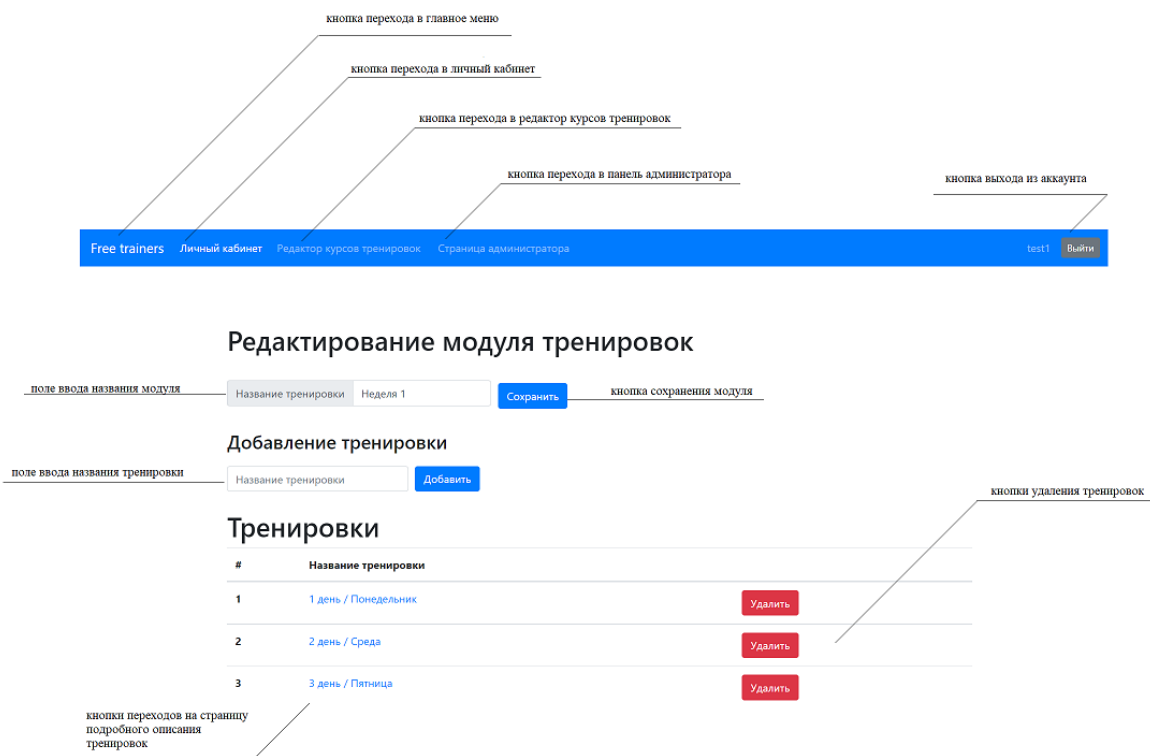 кнопка перехода в главное меню
кнопка перехода в личный кабинет
кнопка перехода в редактор курсов тренировок
кнопка перехода в панель администратора
кнопка выхода из аккаунта
Free trainers Личный кабинет Редактор курсов тренировок Страница администратора test1 Выйти
Редактирование модуля тренировок
поле ввода названия модуля
Название тренировки Неделя 1 Сохранить
кнопка сохранения модуля
Добавление тренировки
поле ввода названия тренировки
Название тренировки Добавить
кнопки удаления тренировок
Тренировки
# Название тренировки
1 1 день / Понедельник Удалить
2 2 день / Среда Удалить
3 3 день / Пятница Удалить
кнопки переходов на страницу
подробного описания
тренировок